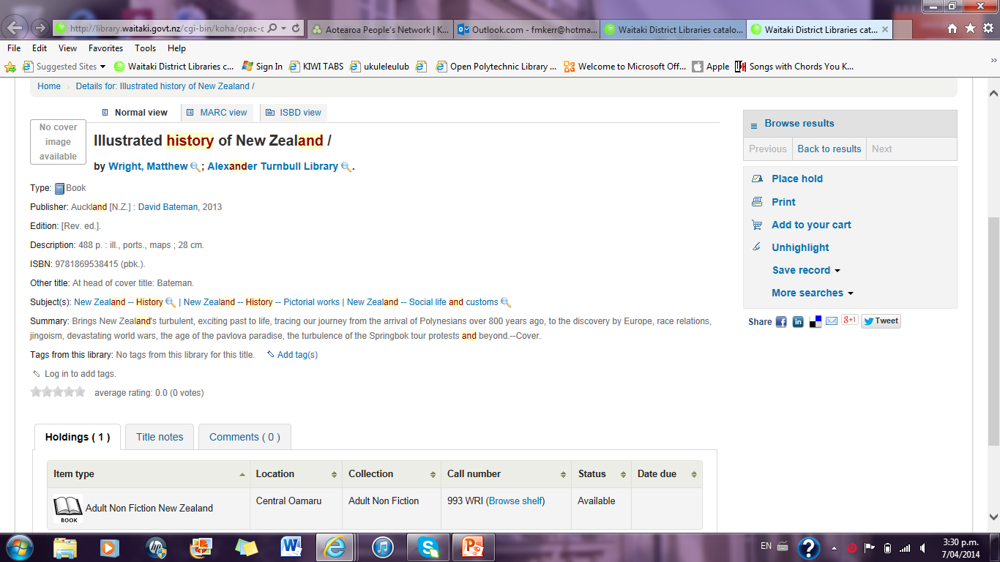 http://library.waitaki.govt.nz/cgi-bin/koha/opac-c
Aotearoa People's Network | K...
Outlook.com - fmkerr@hotma...
Waitaki District Libraries catalo...
Waitaki District Libraries cat...
File Edit View Favorites Tools Help
Suggested Sites
Waitaki District Libraries c...
Sign In
KIWI TABS
ukuleleulub
Open Polytechnic Library ...
Welcome to Microsoft Off...
Apple
Songs with Chords You K...
Home › Details for: Illustrated history of New Zealand /
Normal view MARC view ISBD view
No cover
image
available
Illustrated history of New Zealand /
by Wright, Matthew ; Alexander Turnbull Library .
Type: Book
Publisher: Auckland [N.Z.] : David Bateman, 2013
Edition: [Rev. ed.].
Description: 488 p. : ill., ports., maps ; 28 cm.
ISBN: 9781869538415 (pbk.).
Other title: At head of cover title: Bateman.
Subject(s): New Zealand -- History | New Zealand -- History -- Pictorial works | New Zealand -- Social life and customs
Summary: Brings New Zealand's turbulent, exciting past to life, tracing our journey from the arrival of Polynesians over 800 years ago, to the discovery by Europe, race relations,
jingoism, devastating world wars, the age of the pavlova paradise, the turbulence of the Springbok tour protests and beyond.--Cover.
Tags from this library: No tags from this library for this title. Add tag(s)
Log in to add tags.
average rating: 0.0 (0 votes)
Browse results
Previous Back to results Next
Place hold
Print
Add to your cart
Unhighlight
Save record
More searches
Share
g+1
Tweet
Holdings ( 1 ) Title notes Comments ( 0 )
Item type Location Collection Call number Status Date due
BOOK
Adult Non Fiction New Zealand Central Oamaru Adult Non Fiction 993 WRI (Browse shelf) Available
EN
3:30 p.m.
7/04/2014